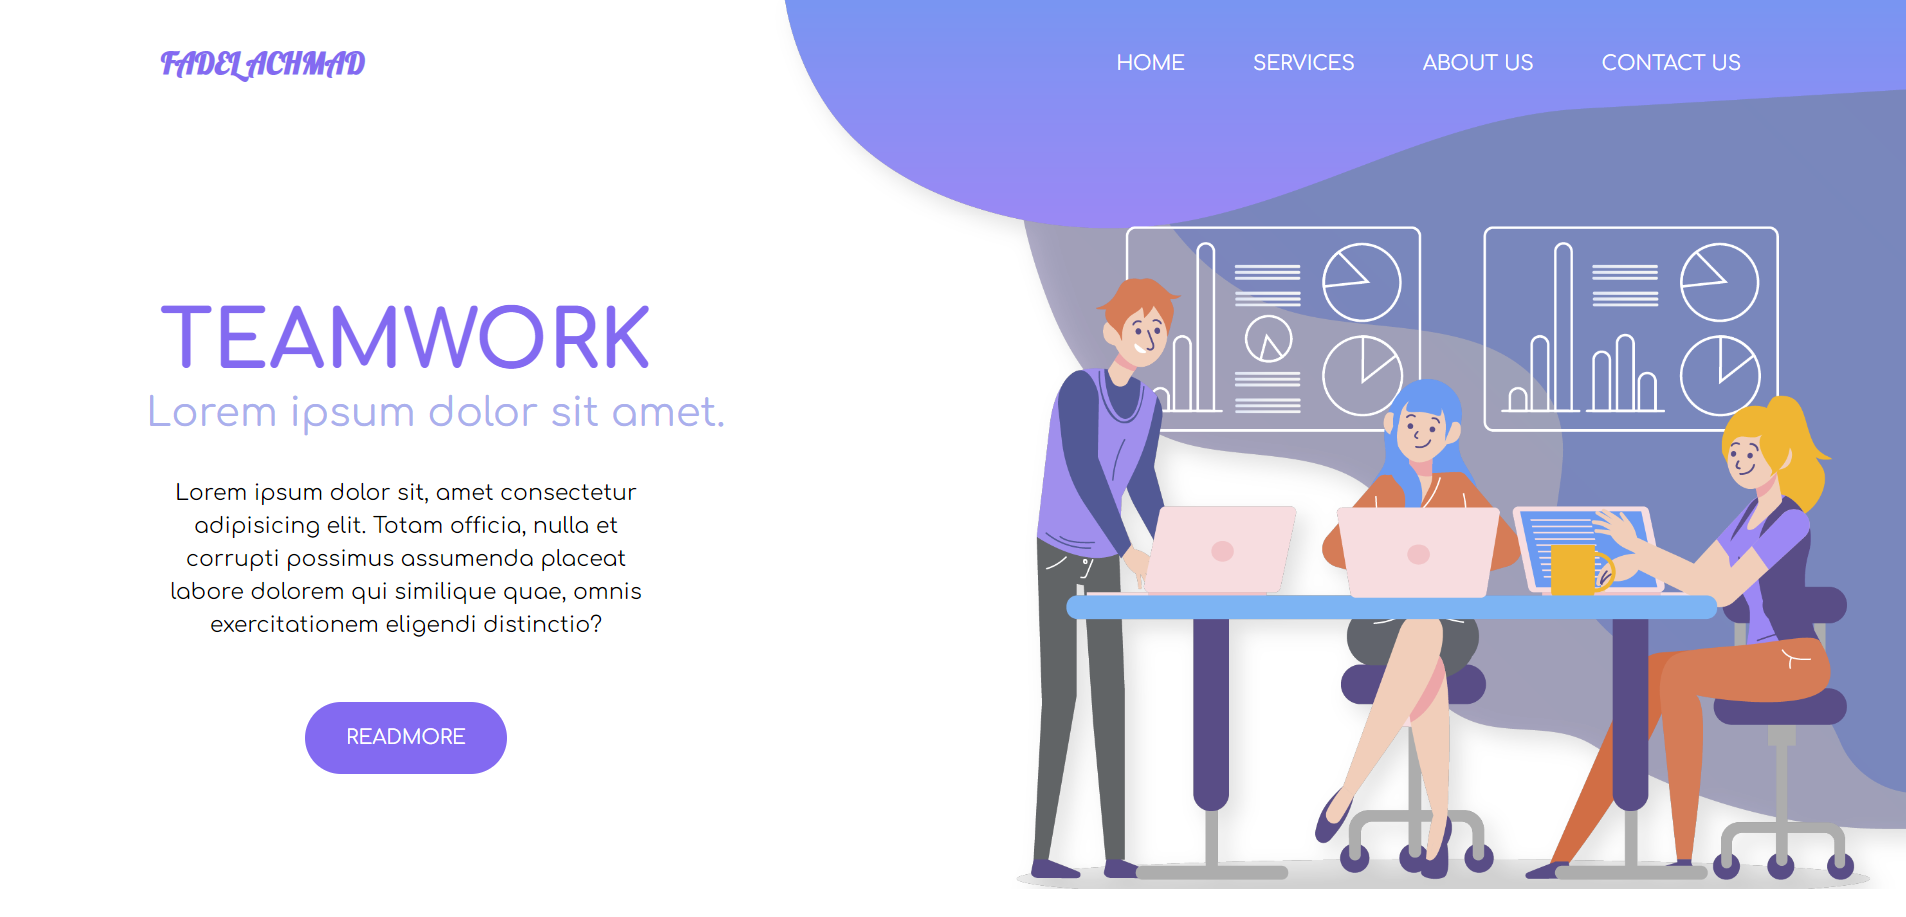 FADEL ACHMAD
HOME SERVICES ABOUT US CONTACT US
TEAMWORK
Lorem ipsum dolor sit amet.
Lorem ipsum dolor sit, amet consectetur
adipisicing elit. Totam officia, nulla et
corrupti possimus assumenda placeat
labore dolorem qui similique quae, omnis
exercitationem eligendi distinctio?
READMORE